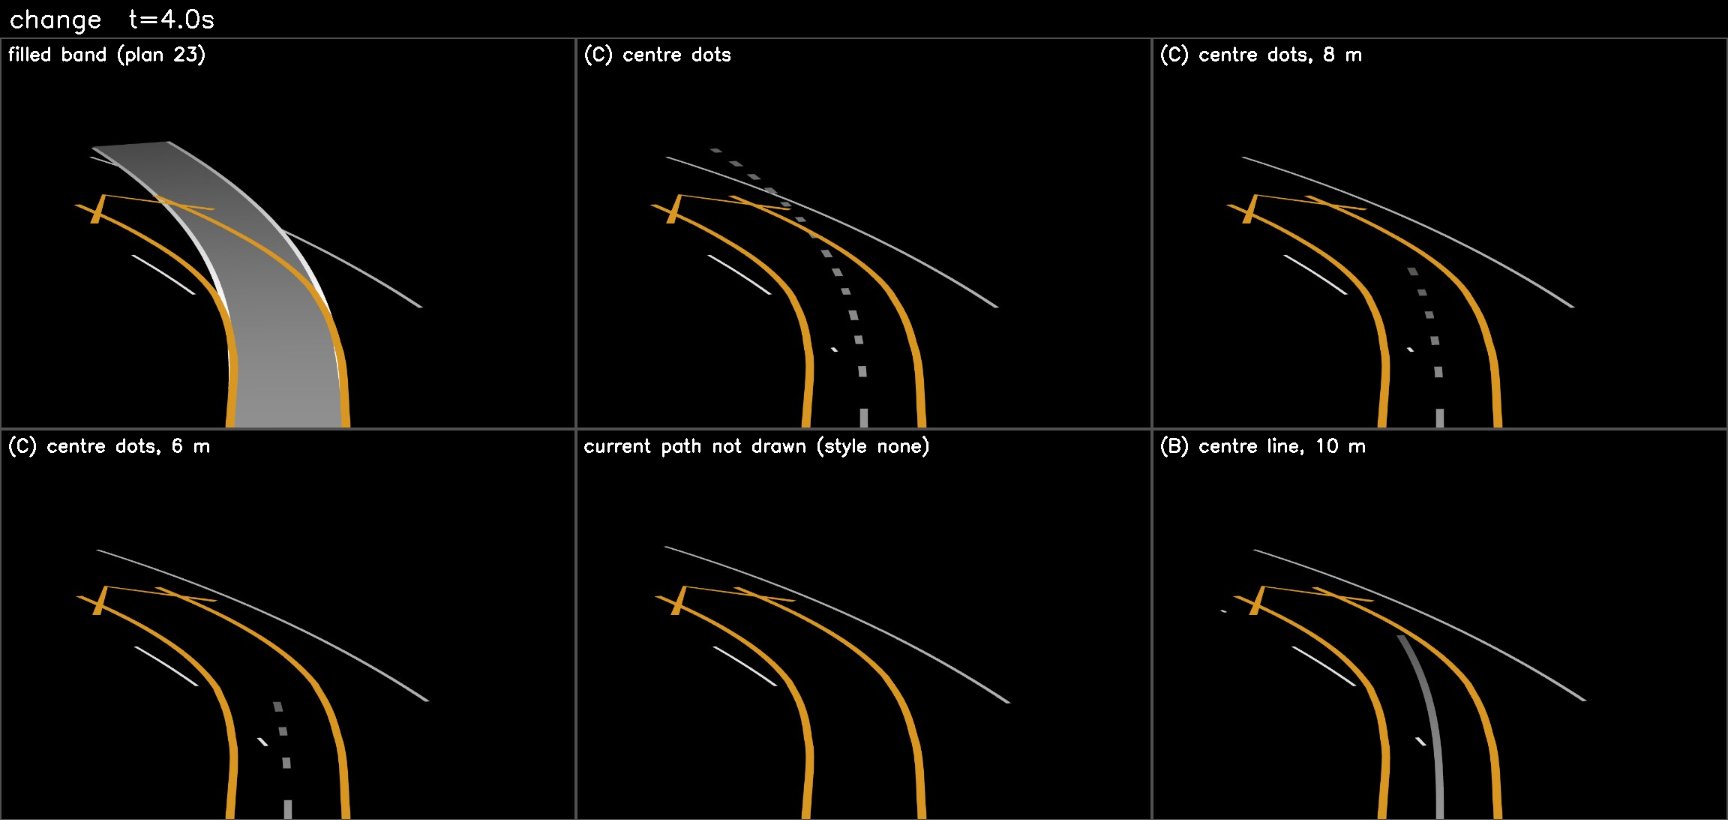 change t=4.0s
filled band (plan 23)
(C) centre dots
(C) centre dots, 8 m
(C) centre dots, 6 m
current path not drawn (style none)
(B) centre line, 10 m